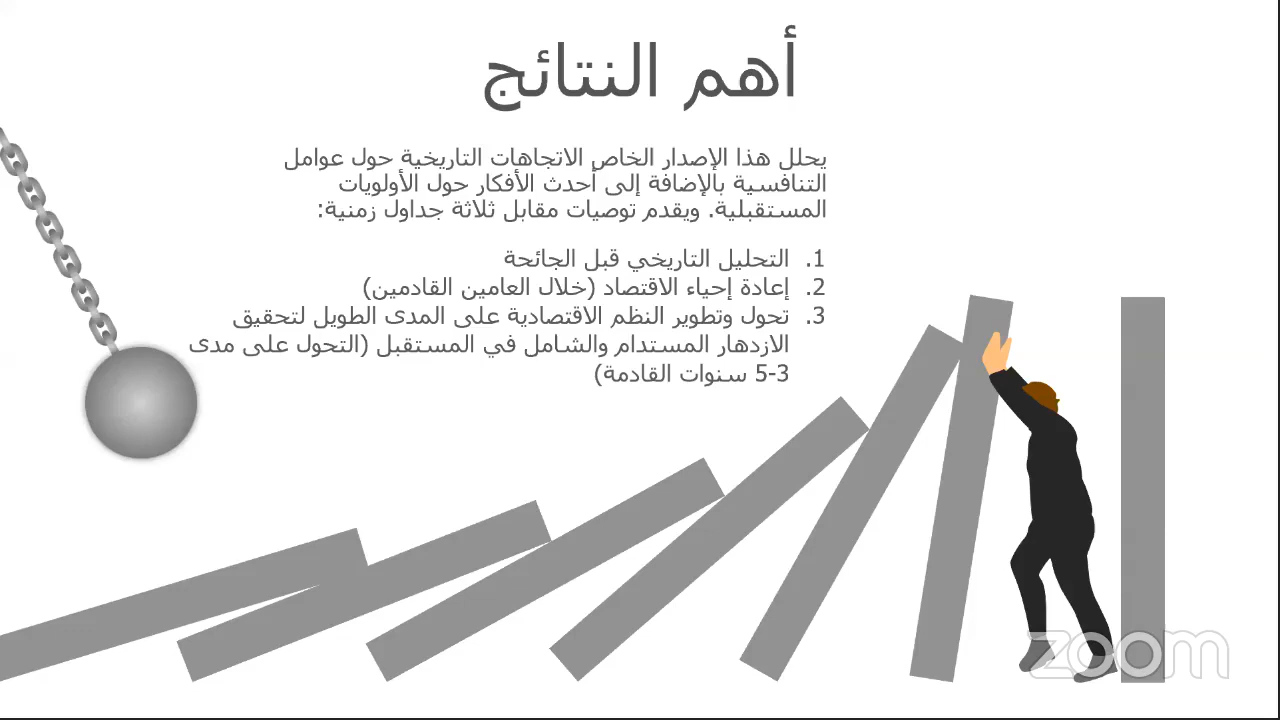 أهم النتائج
يحلل هذا الإصدار الخاص الاتجاهات التاريخية حول عوامل
التنافسية بالإضافة إلى أحدث الأفكار حول الأولويات
المستقبلية. ويقدم توصيات مقابل ثلاثة جداول زمنية:
1. التحليل التاريخي قبل الجائحة
2. إعادة إحياء الاقتصاد (خلال العامين القادمين)
3. تحول وتطوير النظم الاقتصادية على المدى الطويل لتحقيق
الازدهار المستدام والشامل في المستقبل (التحول على مدى
3-5 سنوات القادمة)
zoom